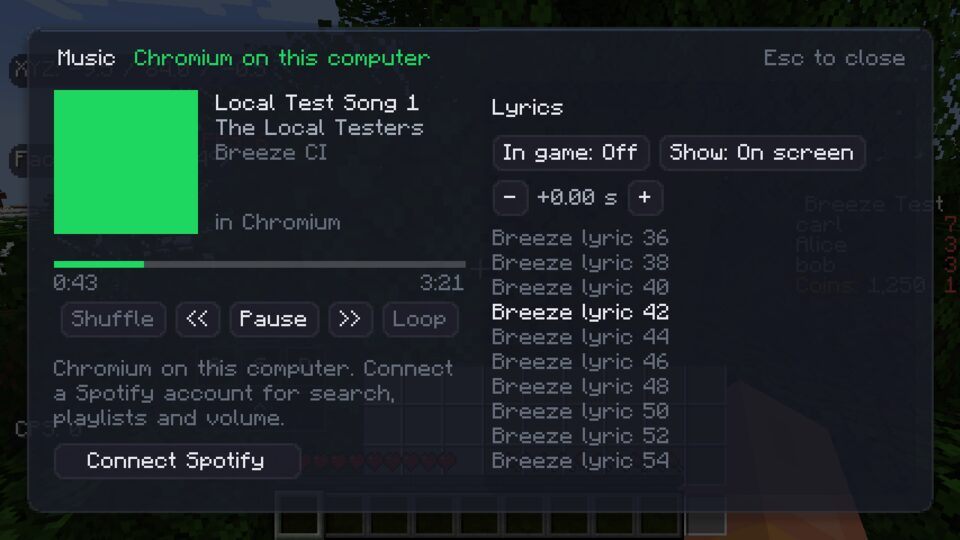 Music Chromium on this computer
Esc to close
Local Test Song 1
The Local Testers
Breeze CI
in Chromium
0:43
3:21
Shuffle
<<
Pause
>>
Loop
Chromium on this computer. Connect
a Spotify account for search,
playlists and volume.
Connect Spotify
Lyrics
In game: Off
Show: On screen
-
+0.00 s
+
Breeze lyric 36
Breeze lyric 38
Breeze lyric 40
Breeze lyric 42
Breeze lyric 44
Breeze lyric 46
Breeze lyric 48
Breeze lyric 50
Breeze lyric 52
Breeze lyric 54
Breeze Test
carl 7
Alice 3
bob 3
Coins: 1,250 1